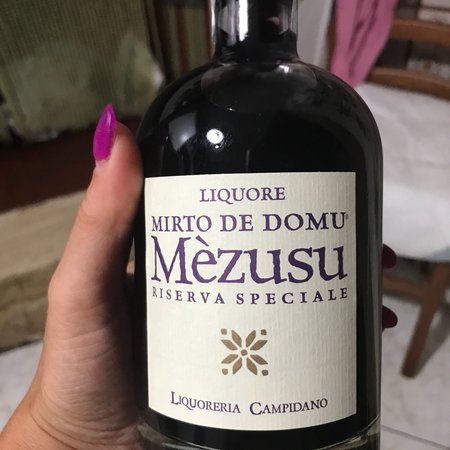 LIQUORE
MIRTO DE DOMU®
Mèzusu
RISERVA SPECIALE
LIQUORERIA CAMPIDANO